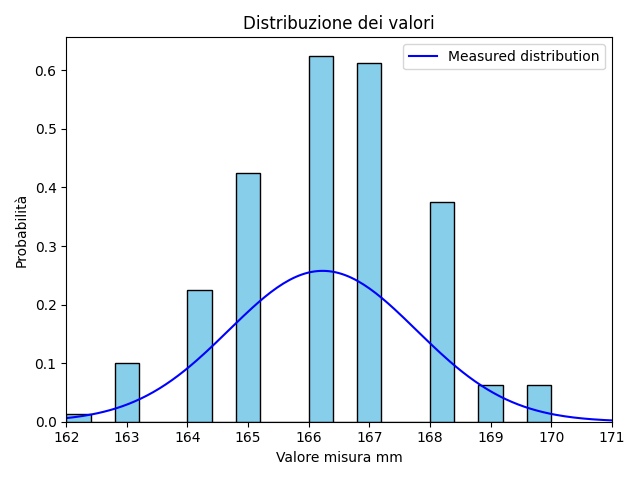 Distribuzione dei valori
Measured distribution
Probabilità
0.6
0.5
0.4
0.3
0.2
0.1
0.0
162 163 164 165 166 167 168 169 170 171
Valore misura mm